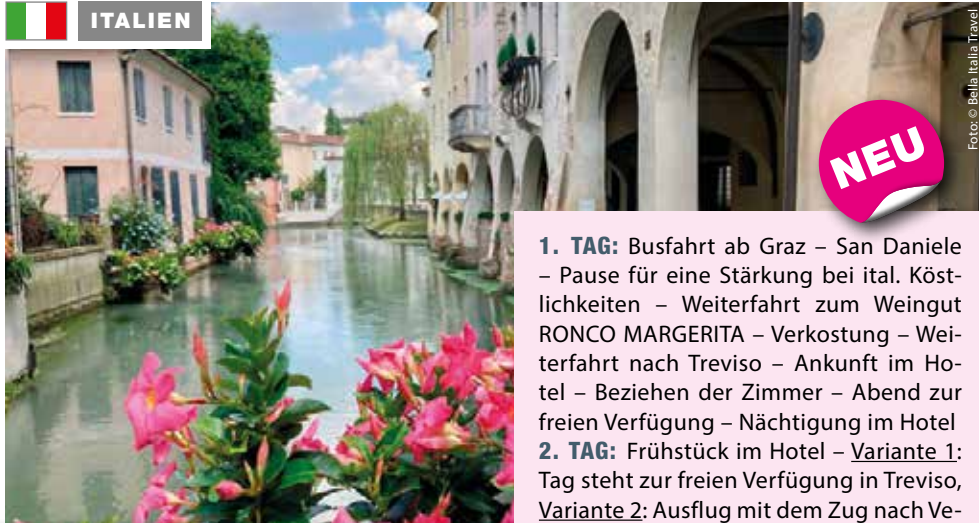 ITALIEN
Foto: © Bella Italia Travel
NEU
1. TAG: Busfahrt ab Graz – San Daniele
– Pause für eine Stärkung bei ital. Köst-
lichkeiten – Weiterfahrt zum Weingut
RONCO MARGERITA – Verkostung – Wei-
terfahrt nach Treviso – Ankunft im Ho-
tel – Beziehen der Zimmer – Abend zur
freien Verfügung – Nächtigung im Hotel
2. TAG: Frühstück im Hotel – Variante 1:
Tag steht zur freien Verfügung in Treviso,
Variante 2: Ausflug mit dem Zug nach Ve-